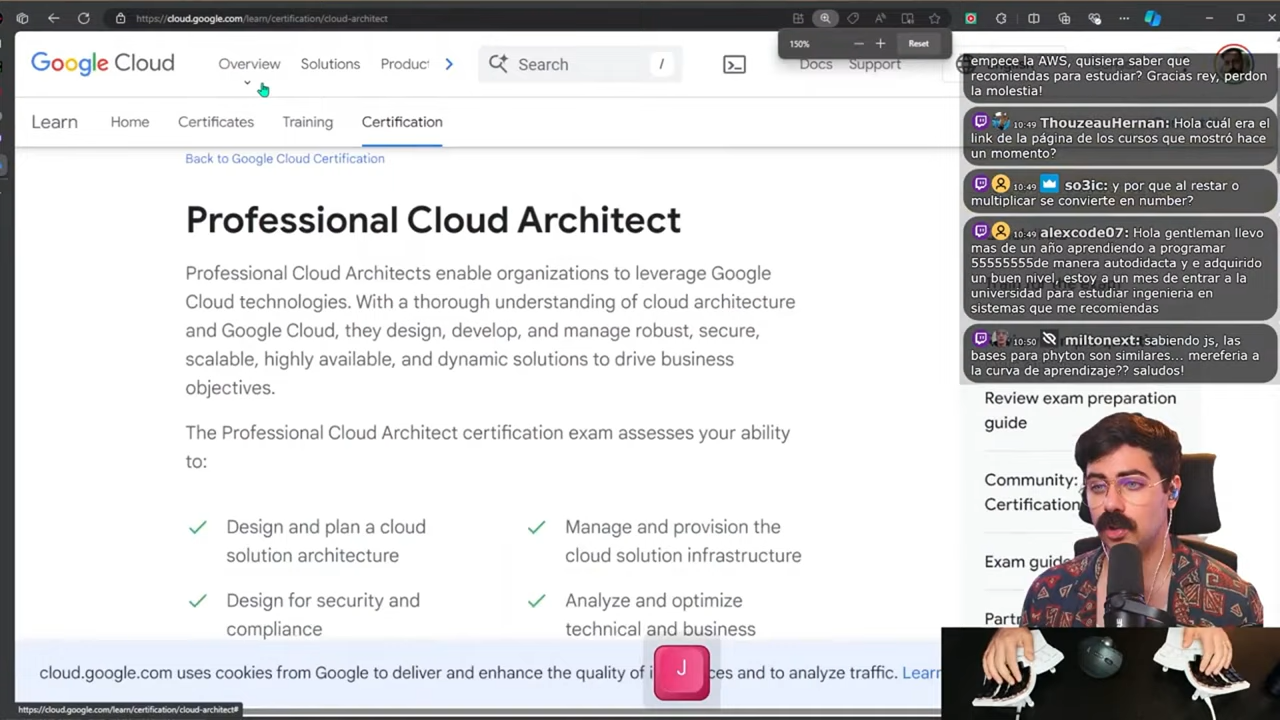 https://cloud.google.com/learn/certification/cloud-architect
150%
Reset
Google Cloud
Overview
Solutions
Produc
Search
/
Docs
Support
Learn
Home
Certificates
Training
Certification
Back to Google Cloud Certification
Professional Cloud Architect
Professional Cloud Architects enable organizations to leverage Google
Cloud technologies. With a thorough understanding of cloud architecture
and Google Cloud, they design, develop, and manage robust, secure,
scalable, highly available, and dynamic solutions to drive business
objectives.
The Professional Cloud Architect certification exam assesses your ability
to:
Design and plan a cloud
solution architecture
Manage and provision the
cloud solution infrastructure
Design for security and
compliance
Analyze and optimize
technical and business
empece la AWS, quisiera saber que
recomiendas para estudiar? Gracias rey, perdon
la molestia!
10:49 ThouzeauHernan: Hola cuál era el
link de la página de los cursos que mostró hace
un momento?
10:49 so3ic: y por que al restar o
multiplicar se convierte en number?
10:49 alexcode07: Hola gentleman llevo
mas de un año aprendiendo a programar
55555555de manera autodidacta y e adquirido
un buen nivel, estoy a un mes de entrar a la
universidad para estudiar ingenieria en
sistemas que me recomiendas
10:50 miltonext: sabiendo js, las
bases para phyton son similares... mereferia a
la curva de aprendizaje?? saludos!
Review exam preparation
guide
Community:
Certification
Exam guide
Partn
cloud.google.com uses cookies from Google to deliver and enhance the quality of i
J
ces and to analyze traffic. Learn
https://cloud.google.com/learn/certification/cloud-architect#